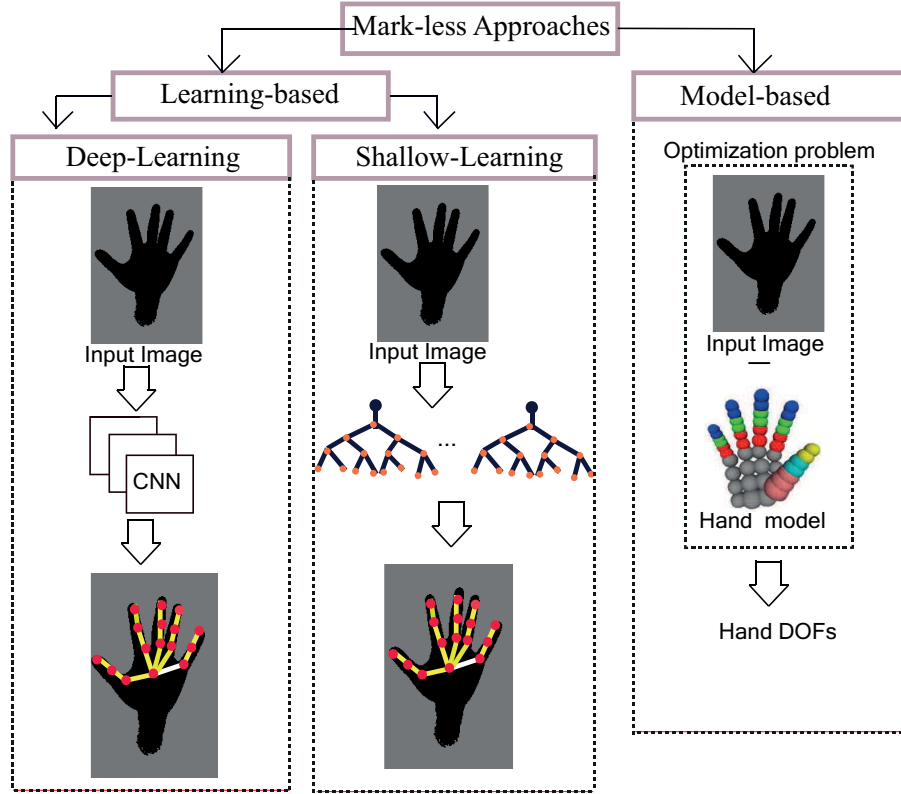 Mark-less Approaches
Learning-based
Model-based
Deep-Learning
Shallow-Learning
Optimization problem
Input Image
Input Image
Input Image
CNN
...
Hand model
Hand DOFs